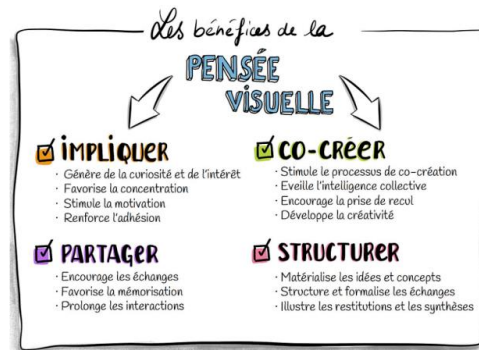 Les bénéfices de la
PENSÉE
VISUELLE
IMPLIQUER
· Génère de la curiosité et de l'intérêt
· Favorise la concentration
· Stimule la motivation
· Renforce l'adhésion
CO-CRÉER
· Stimule le processus de co-création
· Eveille l'intelligence collective
· Encourage la prise de recul
· Développe la créativité
PARTAGER
· Encourage les échanges
· Favorise la mémorisation
· Prolonge les interactions
STRUCTURER
· Matérialise les idées et concepts
· Structure et formalise les échanges
· Illustre les restitutions et les synthèses